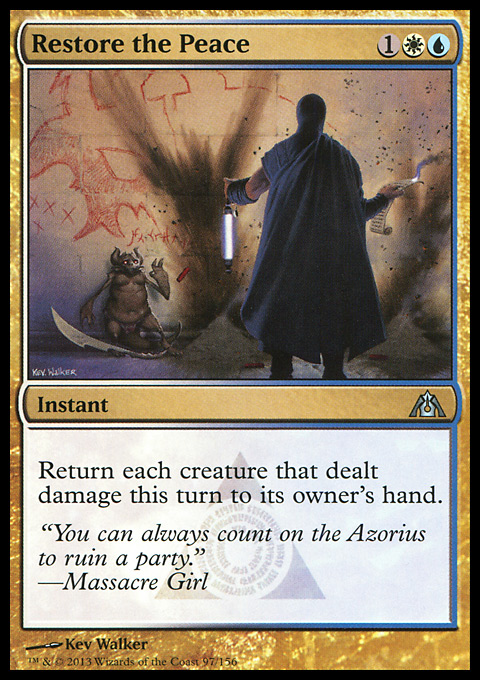 Restore the Peace 1
KEV WALKER
Instant
Return each creature that dealt
damage this turn to its owner's hand.
“You can always count on the Azorius
to ruin a party.”
—Massacre Girl
Kev Walker
™ & © 2013 Wizards of the Coast 97/156